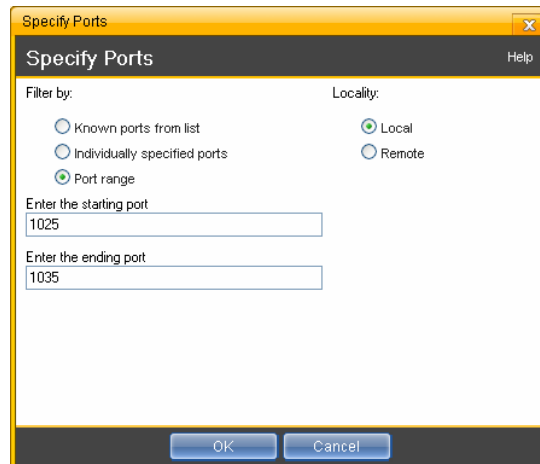 Specify Ports
Specify Ports
Help
Filter by:
Locality:
Known ports from list
Local
Individually specified ports
Remote
Port range
Enter the starting port
1025
Enter the ending port
1035
OK
Cancel